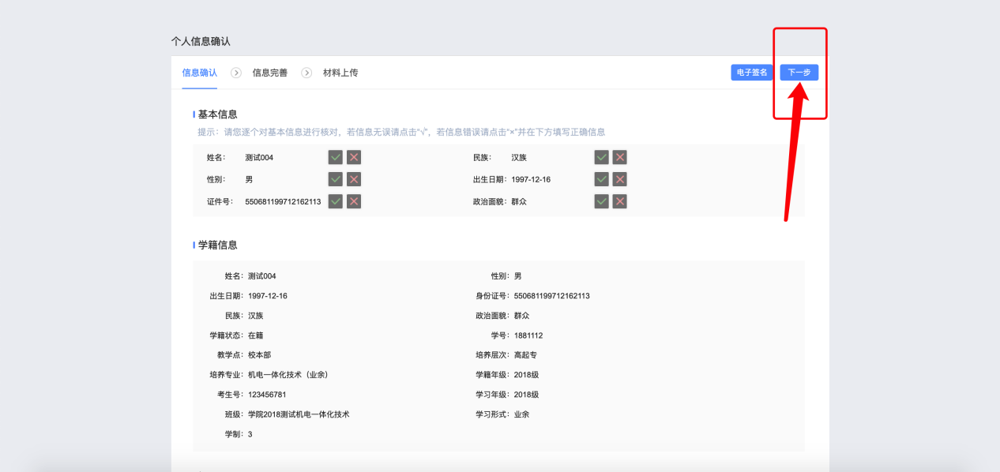 个人信息确认
信息确认 信息完善 材料上传 电子签名 下一步
基本信息
提示：请您逐个对基本信息进行核对，若信息无误请点击“√”，若信息错误请点击“×”并在下方填写正确信息
姓名： 测试004 民族： 汉族
性别： 男 出生日期： 1997-12-16
证件号： 550681199712162113 政治面貌： 群众
学籍信息
姓名： 测试004 性别： 男
出生日期： 1997-12-16 身份证号： 550681199712162113
民族： 汉族 政治面貌： 群众
学籍状态： 在籍 学号： 1881112
教学点： 校本部 培养层次： 高起专
培养专业： 机电一体化技术（业余） 学籍年级： 2018级
考生号： 123456781 学习年级： 2018级
班级： 学院2018测试机电一体化技术 学习形式： 业余
学制： 3